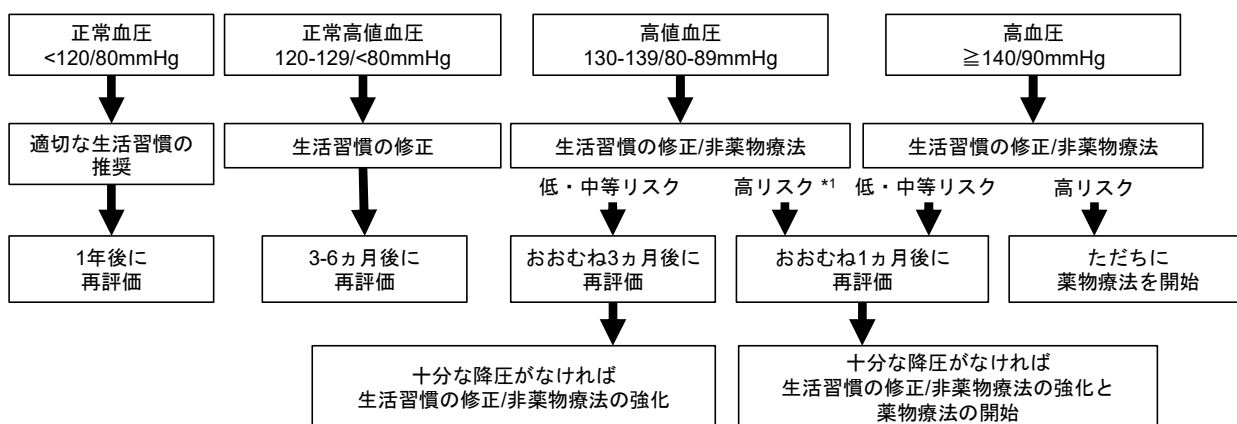 正常血圧
<120/80mmHg
正常高値血圧
120-129/<80mmHg
高値血圧
130-139/80-89mmHg
高血圧
≧140/90mmHg
適切な生活習慣の
推奨
生活習慣の修正
生活習慣の修正/非薬物療法
生活習慣の修正/非薬物療法
低・中等リスク
高リスク *1
低・中等リスク
高リスク
1年後に
再評価
3-6ヵ月後に
再評価
おおむね3ヵ月後に
再評価
おおむね1ヵ月後に
再評価
ただちに
薬物療法を開始
十分な降圧がなければ
生活習慣の修正/非薬物療法の強化
十分な降圧がなければ
生活習慣の修正/非薬物療法の強化と
薬物療法の開始